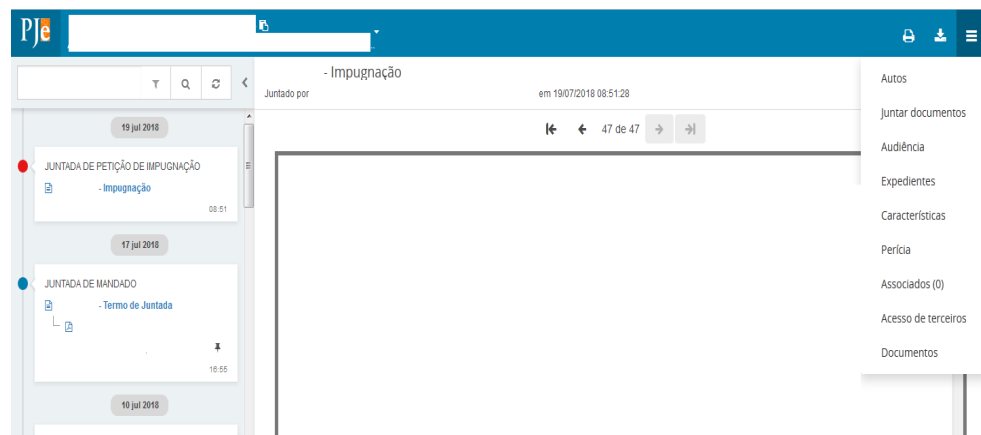 PJe
- Impugnação
Juntado por
em 19/07/2018 08:51:28
47 de 47
19 jul 2018
JUNTADA DE PETIÇÃO DE IMPUGNAÇÃO
- Impugnação
08:51
17 jul 2018
JUNTADA DE MANDADO
- Termo de Juntada
16:55
10 jul 2018
Autos
Juntar documentos
Audiência
Expedientes
Características
Perícia
Associados (0)
Acesso de terceiros
Documentos